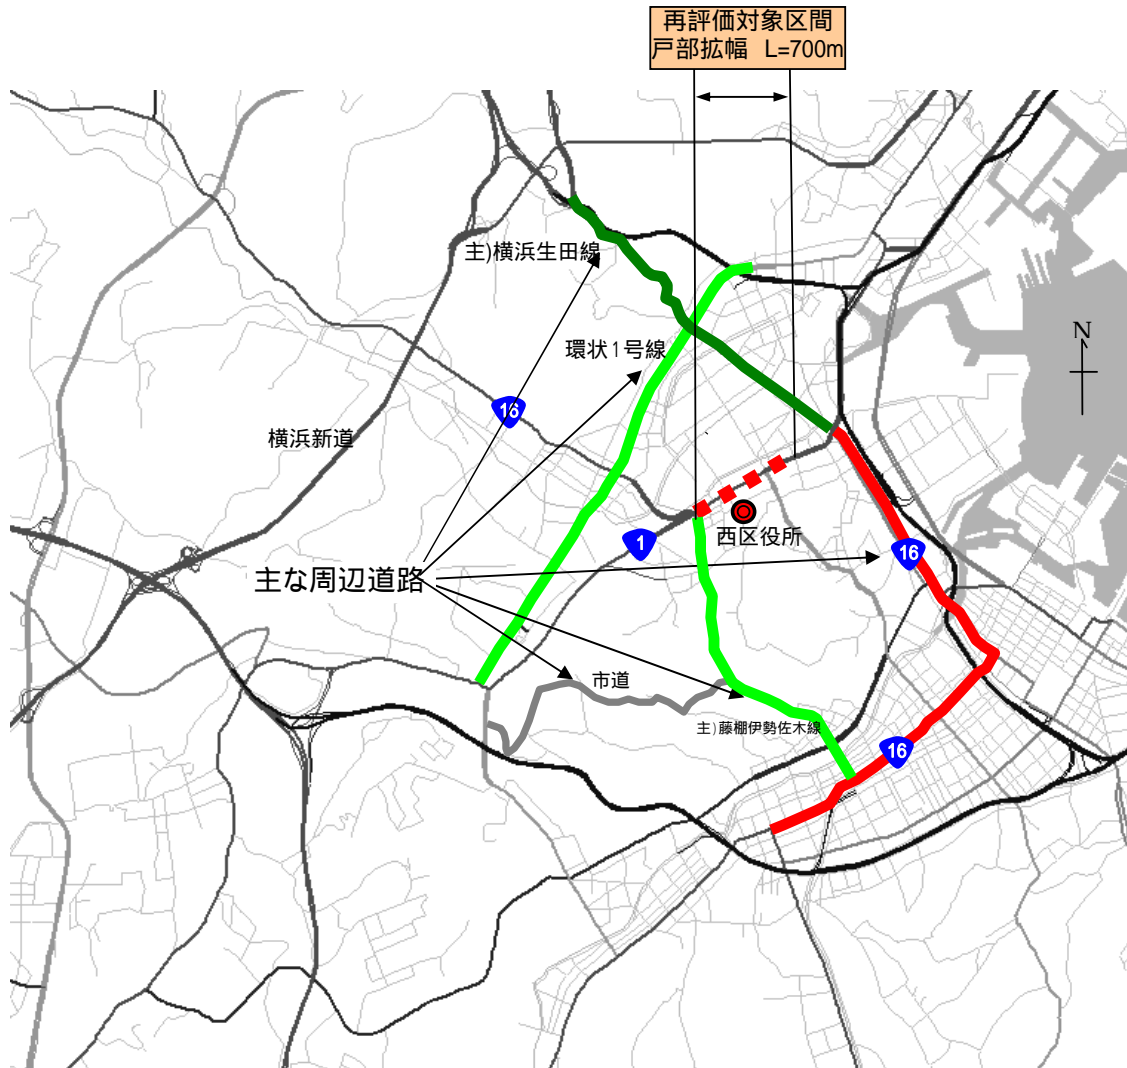 再評価対象区間
戸部拡幅 L=700m
主)横浜生田線
N
環状1号線
16
横浜新道
1
西区役所
16
主な周辺道路
市道
主)藤棚伊勢佐木線
16